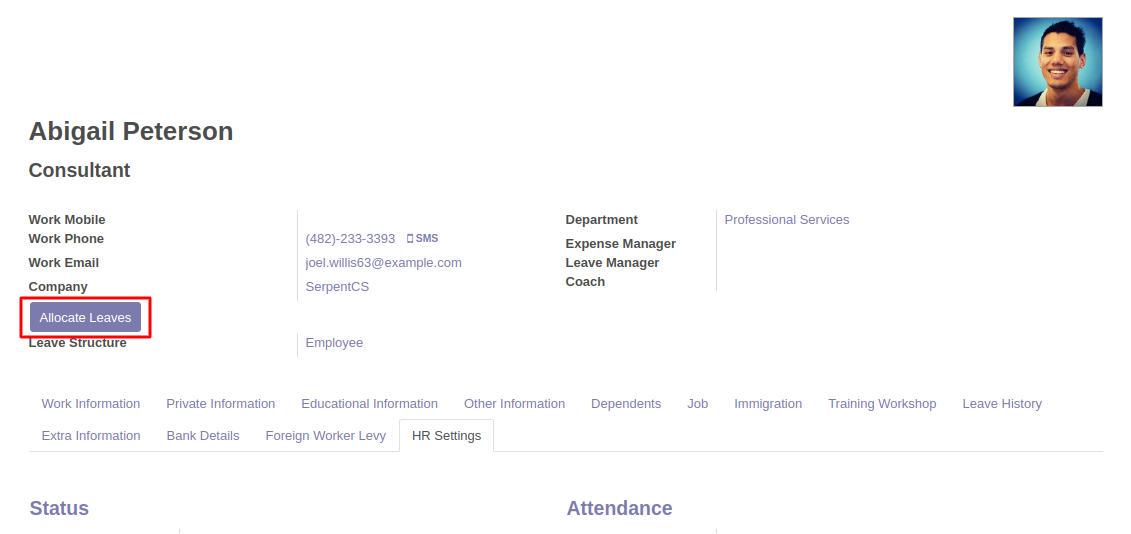 Abigail Peterson
Consultant
Work Mobile
Work Phone (482)-233-3393 SMS
Work Email joel.willis63@example.com
Company SerpentCS
Allocate Leaves
Leave Structure Employee
Department Professional Services
Expense Manager
Leave Manager
Coach
Work Information Private Information Educational Information Other Information Dependents Job Immigration Training Workshop Leave History
Extra Information Bank Details Foreign Worker Levy HR Settings
Status Attendance